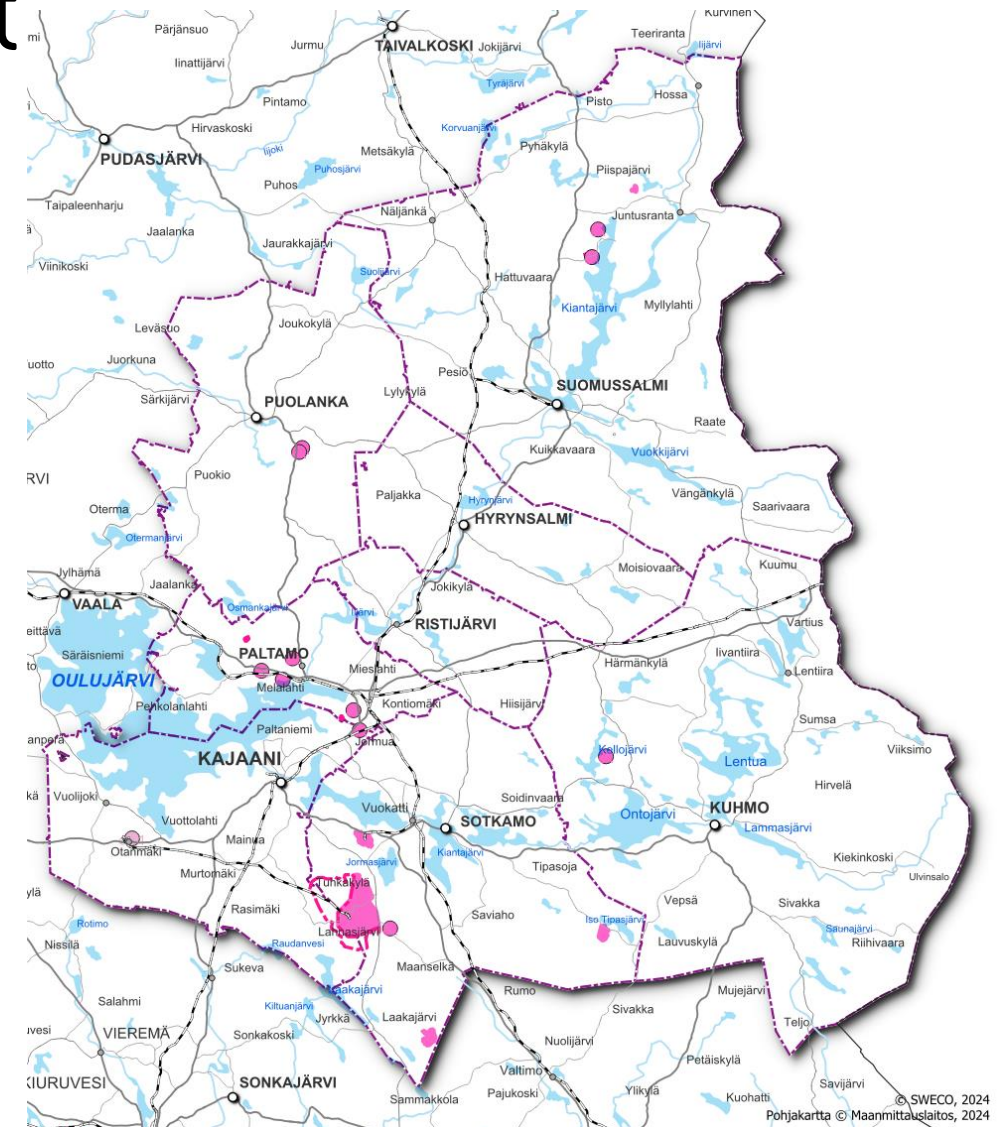 t
Kurvinen
mi
Pärjänsuo
Jurmu
TAIVALKOSKI
Jokijärvi
Teeriranta
Iijärvi
Iinattijärvi
Tyräjärvi
Pintamo
Pisto
Hossa
Hirvaskoski
Korvuanjärvi
PUDASJÄRVI
Iijoki
Metsäkylä
Pyhäkylä
Puhosjärvi
Piispajärvi
Puhos
Taipaleenharju
Näljänkä
Juntusranta
Jaalanka
Jaurakkajärvi
Viinikoski
Suolijärvi
Hattuvaara
Kiantajärvi
Myllylahti
Leväsuo
Joukokylä
uotto
Juorkuna
Pesiö
SUOMUSSALMI
Särkijärvi
PUOLANKA
Lylykylä
Raate
Kuikkavaara
Vuokkijärvi
RVI
Puokio
Paljakka
Hyrynjärvi
Vängänkylä
Oterma
Saarivaara
HYRYNSALMI
Otermanjärvi
Moisiovaara
Kuumu
Jylhämä
Jaalanka
Jokikylä
VAALA
Osmankajärvi
Iijärvi
eittävä
RISTIJÄRVI
Vartius
Säräisniemi
PALTAMO
Iivantiira
to
Mieslahti
Härmänkylä
Lentiira
OULUJÄRVI
Melalahti
Pehkolanlahti
Kontiomäki
Hiisijärvi
Sumsa
anperä
Paltaniemi
Jormua
Kellojärvi
Viiksimo
KAJAANI
Lentua
Hirvelä
kä
Vuolijoki
Soidinvaara
Vuokatti
Ontojärvi
KUHMO
Vuottolahti
SOTKAMO
Lammasjärvi
Mainua
Otanmäki
Kiantajärvi
Kiekinkoski
Jormasjärvi
Tipasoja
Murtomäki
Ulvinsalo
Tuhkakylä
ylä
Vepsä
Sivakka
Rasimäki
Saviaho
Rotimo
Iso Tipasjärvi
Saunajärvi
Lahnasjärvi
Nissilä
Raudanvesi
Lauvuskylä
Riihivaara
Sukeva
Maanselka
Laakajärvi
Rumo
Mujejärvi
Salahmi
Kiltuanjärvi
Sivakka
Jyrkkä
Laakajärvi
Teljo
uvesi
VIEREMÄ
Sonkakoski
Nuolijärvi
Petäiskylä
KIURUVESI
Valtimo
SONKAJÄRVI
Savijärvi
Pajukoski
Ylikylä
Kuohatti
Sammakkola
© SWECO, 2024
Pohjakartta © Maanmittauslaitos, 2024